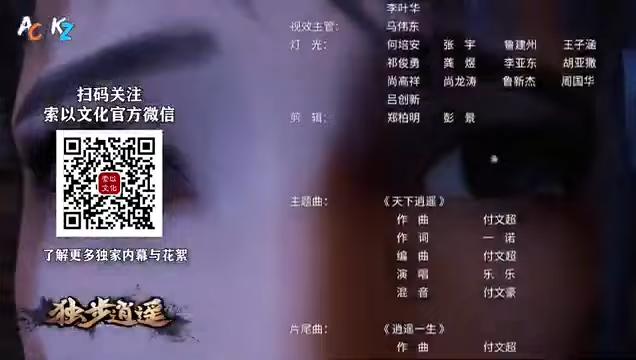 AC KZ
扫码关注
索以文化官方微信
索以
文化
了解更多独家内幕与花絮
独步逍遥
李叶华
视效主管： 马伟东
灯 光： 何培安 张 宇 鲁建州 王子涵
祁俊勇 龚 煜 李亚东 胡亚撒
尚高祥 尚龙涛 鲁新杰 周国华
吕创新
剪 辑： 郑柏明 彭 景
主题曲： 《天下逍遥》
作 曲 付文超
作 词 一 诺
编 曲 付文超
演 唱 乐 乐
混 音 付文豪
片尾曲： 《逍遥一生》
作 曲 付文超